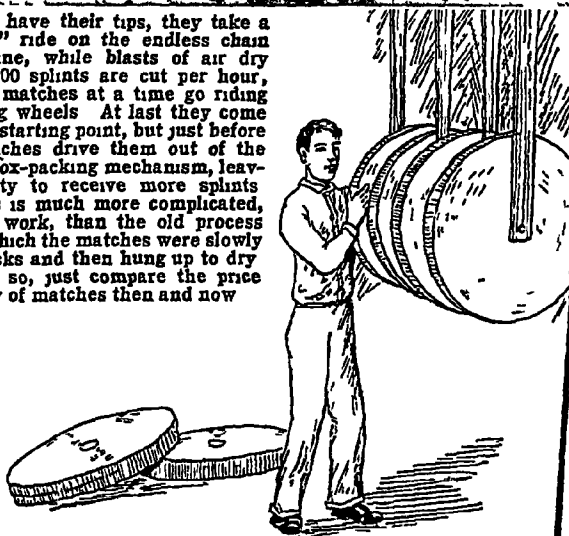 have their tips, they take a
" ride on the endless chain
ne, while blasts of air dry
00 splints are cut per hour,
matches at a time go riding
g wheels At last they come
starting point, but just before
ches drive them out of the
ox-packing mechanism, leav-
ty to receive more splints
is much more complicated,
work, than the old process
hich the matches were slowly
ks and then hung up to dry
so, just compare the price
y of matches then and now